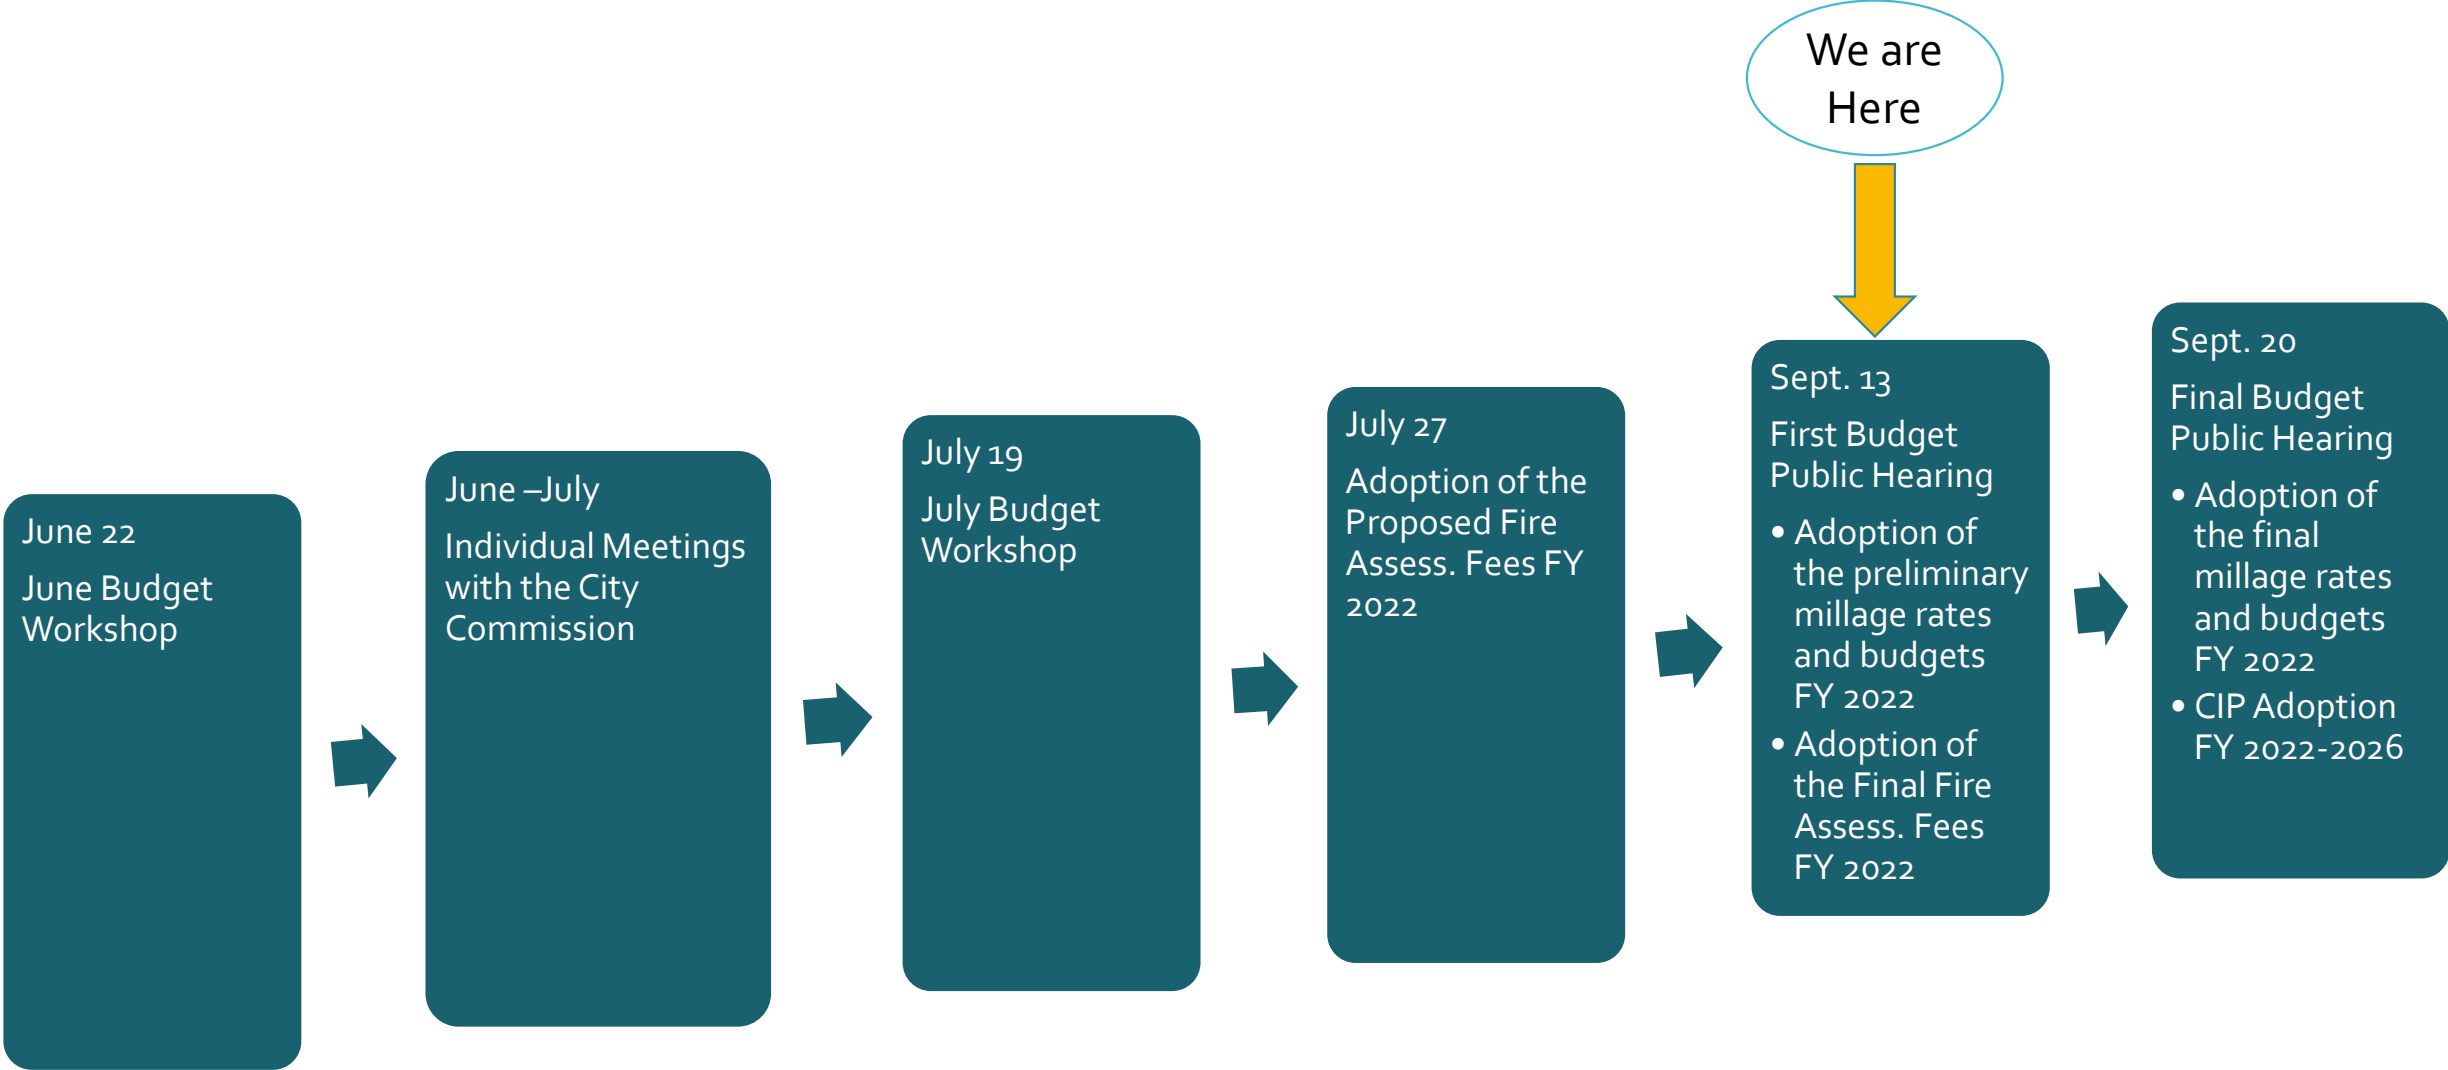 We are
Here
June 22
June Budget
Workshop
June –July
Individual Meetings
with the City
Commission
July 19
July Budget
Workshop
July 27
Adoption of the
Proposed Fire
Assess. Fees FY
2022
Sept. 13
First Budget
Public Hearing
• Adoption of
the preliminary
millage rates
and budgets
FY 2022
• Adoption of
the Final Fire
Assess. Fees
FY 2022
Sept. 20
Final Budget
Public Hearing
• Adoption of
the final
millage rates
and budgets
FY 2022
• CIP Adoption
FY 2022-2026